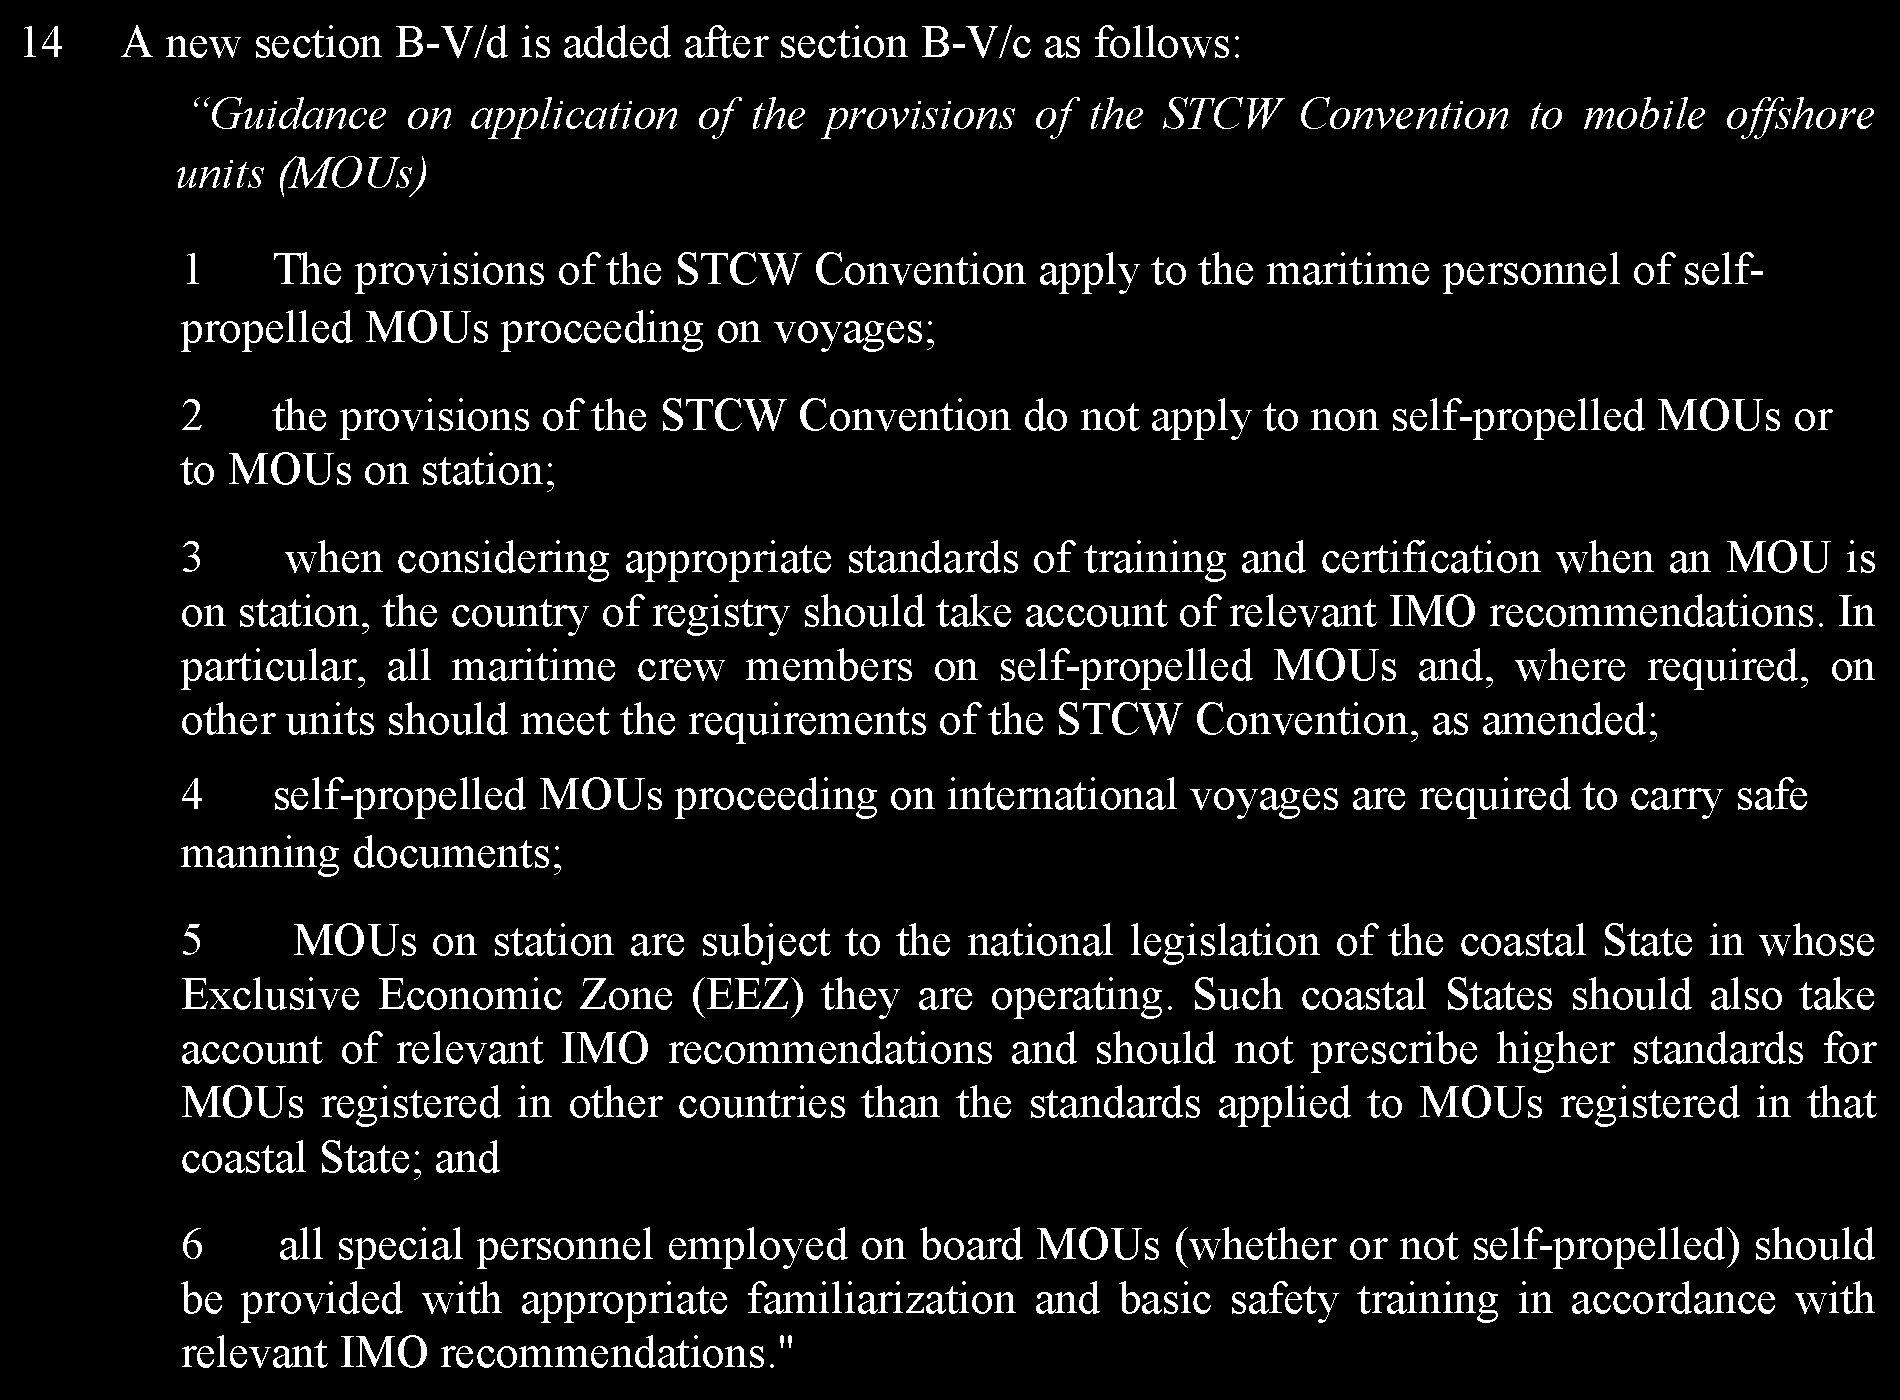 14 A new section B-V/d is added after section B-V/c as follows:
“Guidance on application of the provisions of the STCW Convention to mobile offshore
units (MOUs)
1 The provisions of the STCW Convention apply to the maritime personnel of self-
propelled MOUs proceeding on voyages;
2 the provisions of the STCW Convention do not apply to non self-propelled MOUs or
to MOUs on station;
3 when considering appropriate standards of training and certification when an MOU is
on station, the country of registry should take account of relevant IMO recommendations. In
particular, all maritime crew members on self-propelled MOUs and, where required, on
other units should meet the requirements of the STCW Convention, as amended;
4 self-propelled MOUs proceeding on international voyages are required to carry safe
manning documents;
5 MOUs on station are subject to the national legislation of the coastal State in whose
Exclusive Economic Zone (EEZ) they are operating. Such coastal States should also take
account of relevant IMO recommendations and should not prescribe higher standards for
MOUs registered in other countries than the standards applied to MOUs registered in that
coastal State; and
6 all special personnel employed on board MOUs (whether or not self-propelled) should
be provided with appropriate familiarization and basic safety training in accordance with
relevant IMO recommendations."